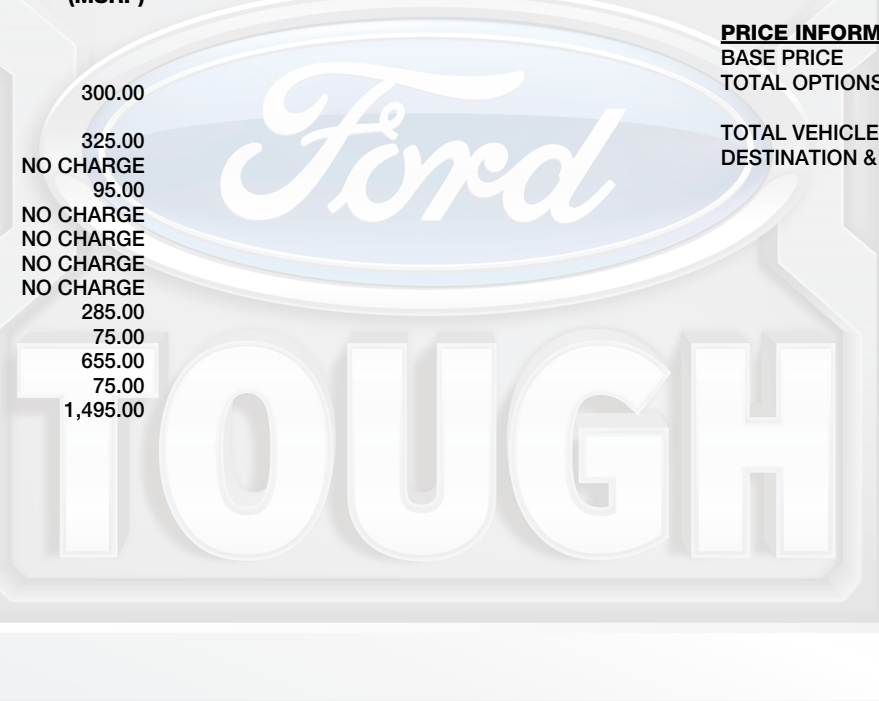 (MSRP)
300.00
325.00
NO CHARGE
95.00
NO CHARGE
NO CHARGE
NO CHARGE
NO CHARGE
285.00
75.00
655.00
75.00
1,495.00
PRICE INFORM
BASE PRICE
TOTAL OPTIONS
TOTAL VEHICLE
DESTINATION &
Ford
TOUGH